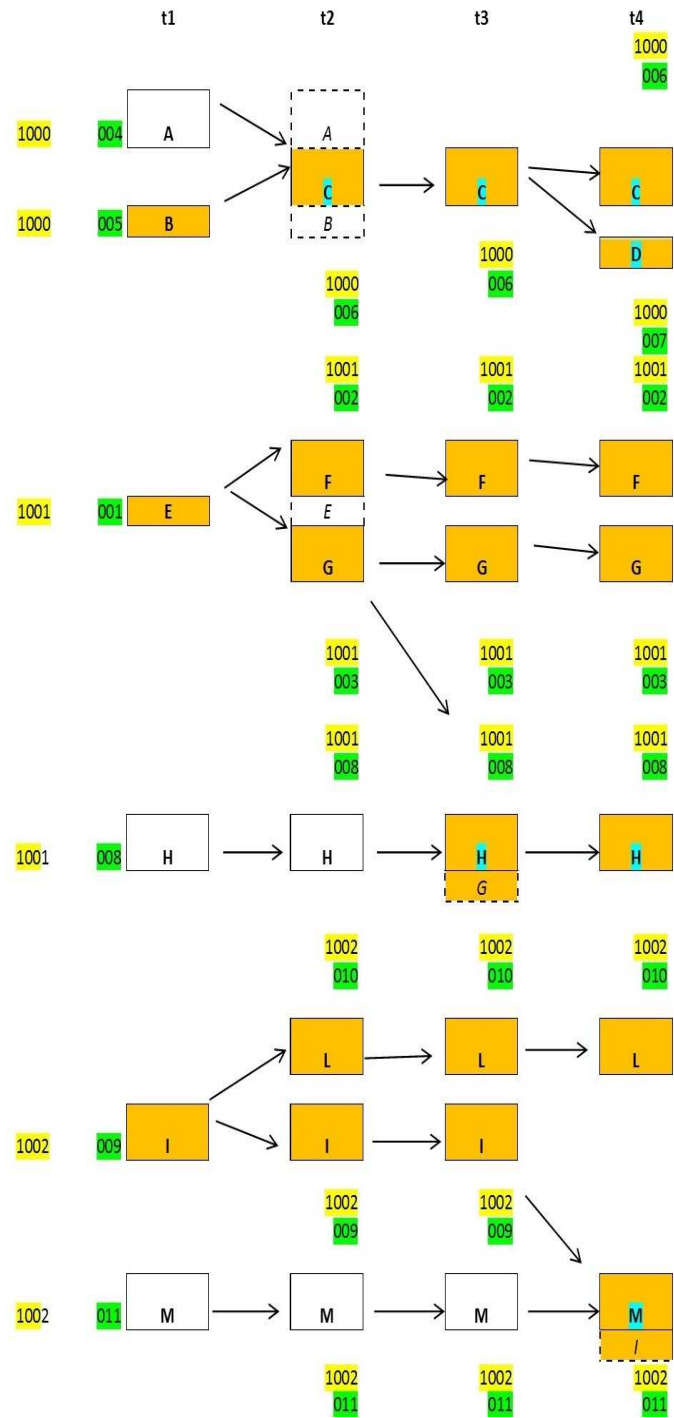 t1 t2 t3 t4
1000
006
A
1000 004 A
C C C
1000 005 B B
D
1000
1000 006
006 1000
007
1001 1001 1001
002 002 002
F F F
1001 001 E E
G G G
1001 1001 1001
003 003 003
1001 1001 1001
008 008 008
1001 008 H H H H
G
1002 1002 1002
010 010 010
L L L
1002 009 I I I
1002 1002
009 009
1002 011 M M M M
I
1002 1002 1002
011 011 011